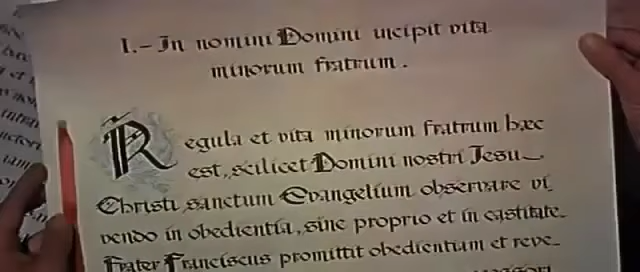 I.- In nomini Domini incipit vita
minorum fratrum.
Regula et vita minorum fratrum hæc
est, scilicet Domini nostri Jesu
Christi sanctum Evangelium observare vi
vendo in obedientia, sine proprio et in castitate.
Frater Franciscus promittit obedientiam et reve-